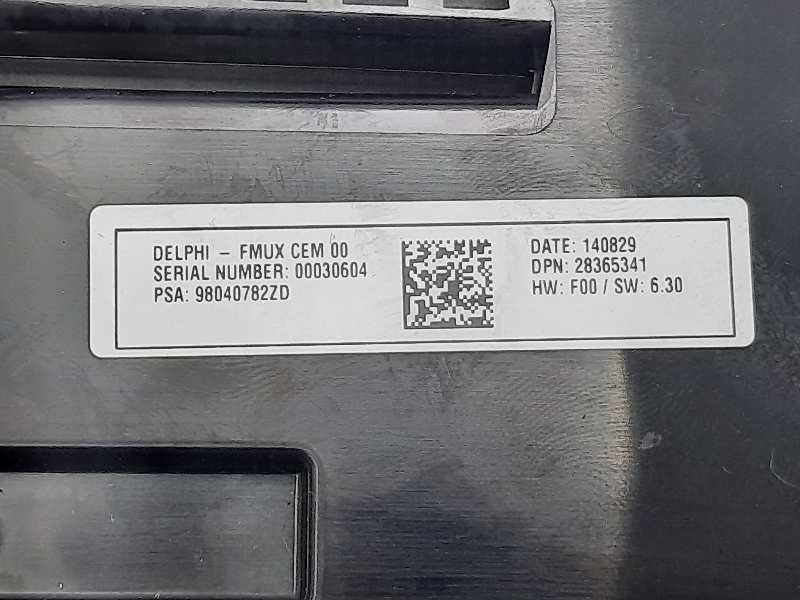 DELPHI - FMUX CEM 00
SERIAL NUMBER: 00030604
PSA: 98040782ZD
DATE: 140829
DPN: 28365341
HW: F00 / SW: 6.30